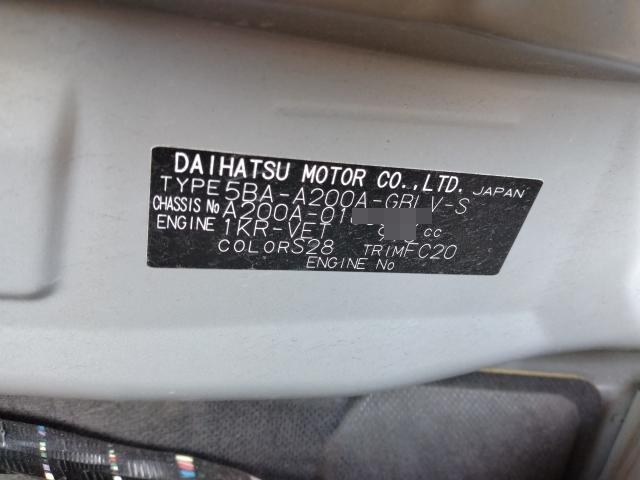 DAIHATSU MOTOR CO.,LTD. JAPAN
TYPE 5BA-A200A-GBLV-S
CHASSIS No A200A-01
ENGINE 1KR-VET 9 CC
COLOR S28 TRIM FC20
ENGINE No